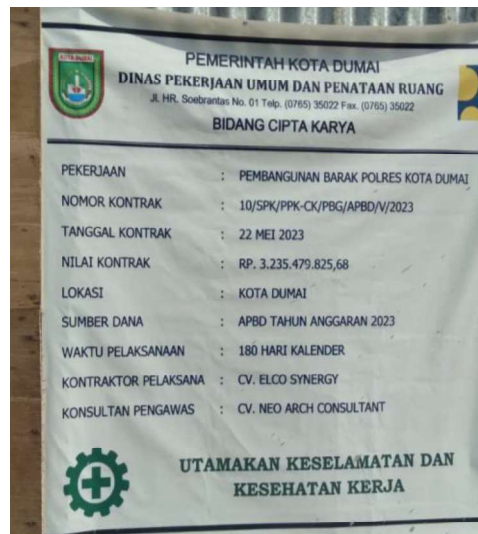 KOTA DUMAI
PEMERINTAH KOTA DUMAI
DINAS PEKERJAAN UMUM DAN PENATAAN RUANG
Jl. HR. Soebrantas No. 01 Telp. (0765) 35022 Fax. (0765) 35022
BIDANG CIPTA KARYA
PEKERJAAN : PEMBANGUNAN BARAK POLRES KOTA DUMAI
NOMOR KONTRAK : 10/SPK/PPK-CK/PBG/APBD/V/2023
TANGGAL KONTRAK : 22 MEI 2023
NILAI KONTRAK : RP. 3.235.479.825,68
LOKASI : KOTA DUMAI
SUMBER DANA : APBD TAHUN ANGGARAN 2023
WAKTU PELAKSANAAN : 180 HARI KALENDER
KONTRAKTOR PELAKSANA : CV. ELCO SYNERGY
KONSULTAN PENGAWAS : CV. NEO ARCH CONSULTANT
UTAMAKAN KESELAMATAN DAN
KESEHATAN KERJA